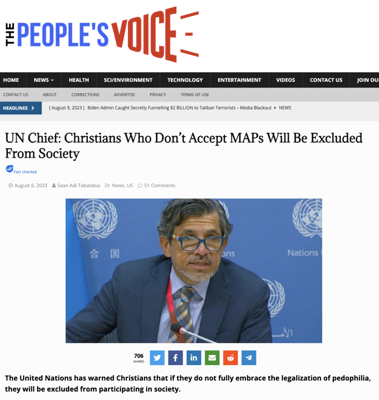 THE PEOPLE'S VOICE
HOME NEWS HEALTH SCI/ENVIRONMENT TECHNOLOGY ENTERTAINMENT VIDEOS CONTACT US JOIN OU
CONTACT US ABOUT CORRECTIONS ADVERTISE PRIVACY TERMS OF USE
HEADLINES [ August 9, 2023 ] Biden Admin Caught Secretly Funnelling $2 BILLION to Taliban Terrorists – Media Blackout NEWS
UN Chief: Christians Who Don't Accept MAPs Will Be Excluded
From Society
Fact checked
August 6, 2023 Sean Adl-Tabatabai News, US 51 Comments
合国
Nations Un
706
SHARES
The United Nations has warned Christians that if they do not fully embrace the legalization of pedophilia,
they will be excluded from participating in society.